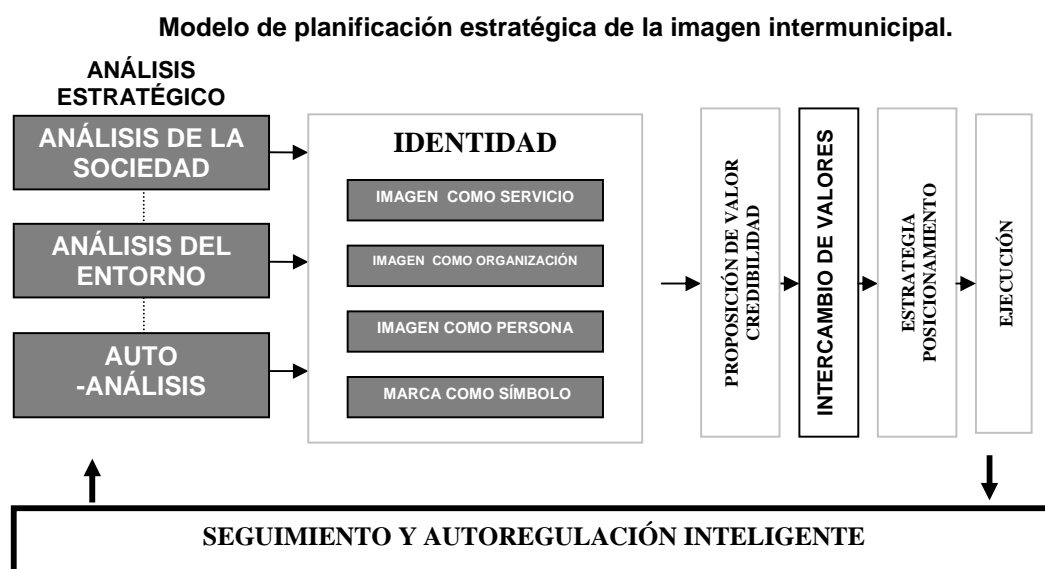 Modelo de planificación estratégica de la imagen intermunicipal.
ANÁLISIS
ESTRATÉGICO
ANÁLISIS DE LA
SOCIEDAD
ANÁLISIS DEL
ENTORNO
AUTO
-ANÁLISIS
IDENTIDAD
IMAGEN COMO SERVICIO
IMAGEN COMO ORGANIZACIÓN
IMAGEN COMO PERSONA
MARCA COMO SÍMBOLO
PROPOSICIÓN DE VALOR
CREDIBILIDAD
INTERCAMBIO DE VALORES
ESTRATEGIA
POSICIONAMIENTO
EJECUCIÓN
SEGUIMIENTO Y AUTOREGULACIÓN INTELIGENTE